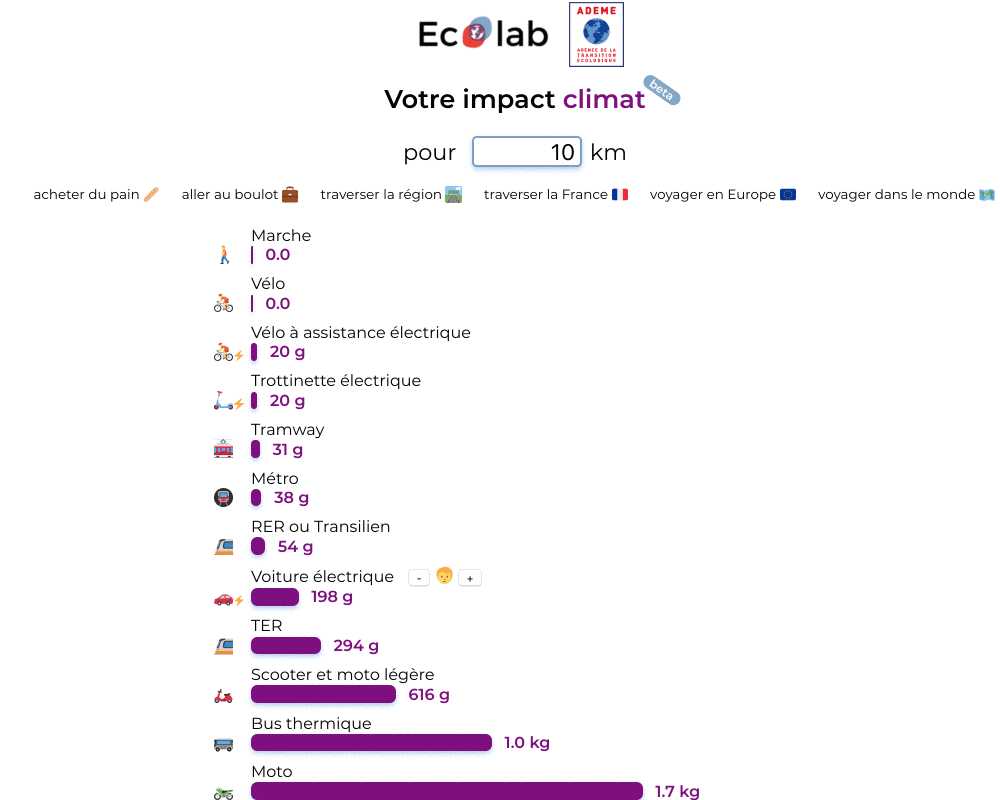 Ecolab
ADEME
AGENCE DE LA
TRANSITION
ÉCOLOGIQUE
Votre impact climat beta
pour 10 km
acheter du pain aller au boulot traverser la région traverser la France voyager en Europe voyager dans le monde
Marche
0.0
Vélo
0.0
Vélo à assistance électrique
20 g
Trottinette électrique
20 g
Tramway
31 g
Métro
38 g
RER ou Transilien
54 g
Voiture électrique - +
198 g
TER
294 g
Scooter et moto légère
616 g
Bus thermique
1.0 kg
Moto
1.7 kg